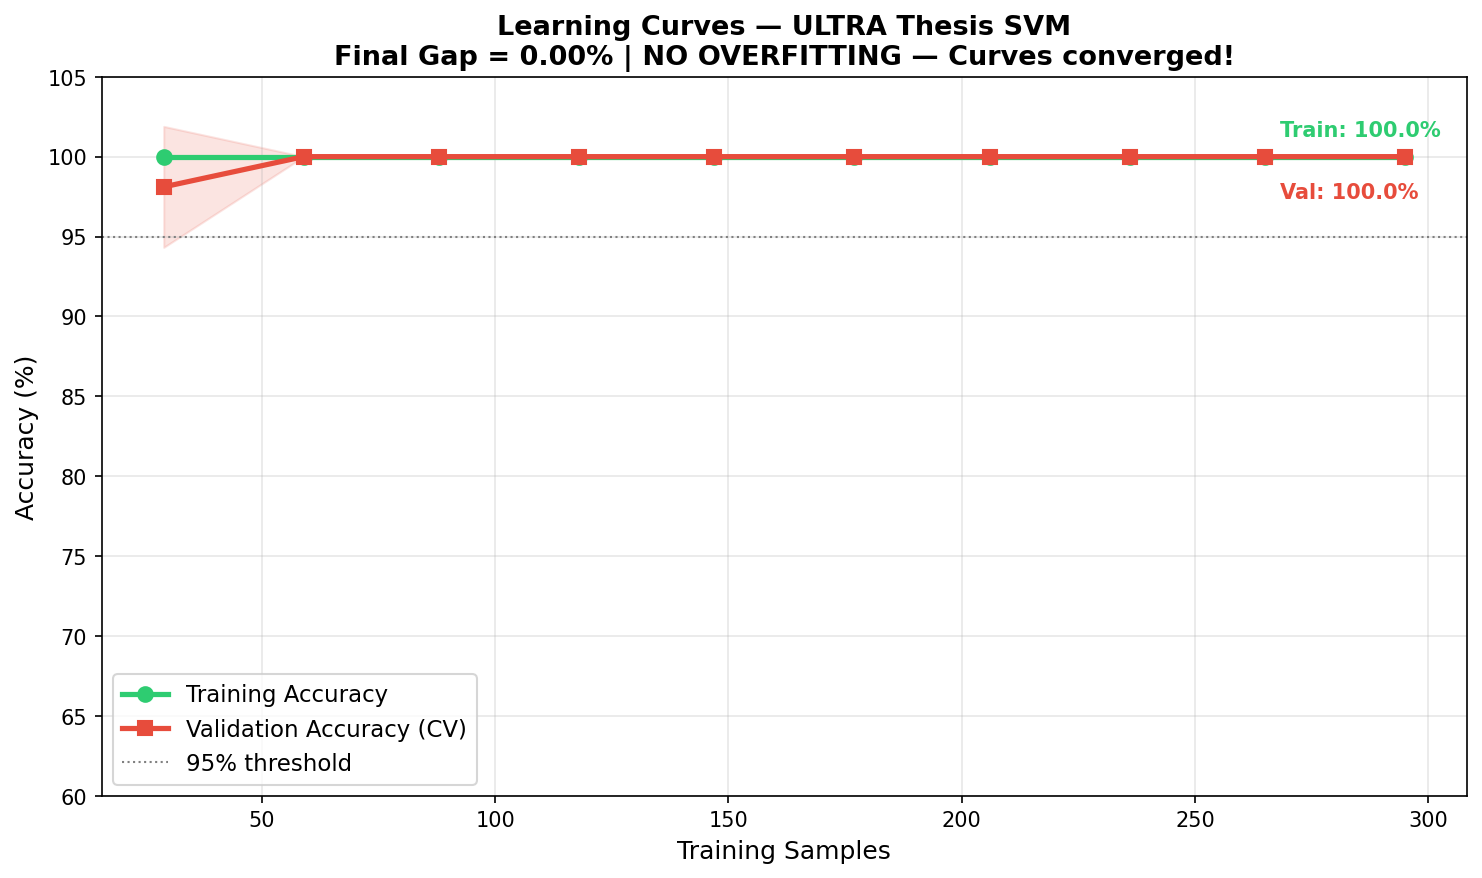 Learning Curves — ULTRA Thesis SVM
Final Gap = 0.00% | NO OVERFITTING — Curves converged!
105
100
95
90
85
80
75
70
65
60
Accuracy (%)
Train: 100.0%
Val: 100.0%
Training Accuracy
Validation Accuracy (CV)
95% threshold
50
100
150
200
250
300
Training Samples